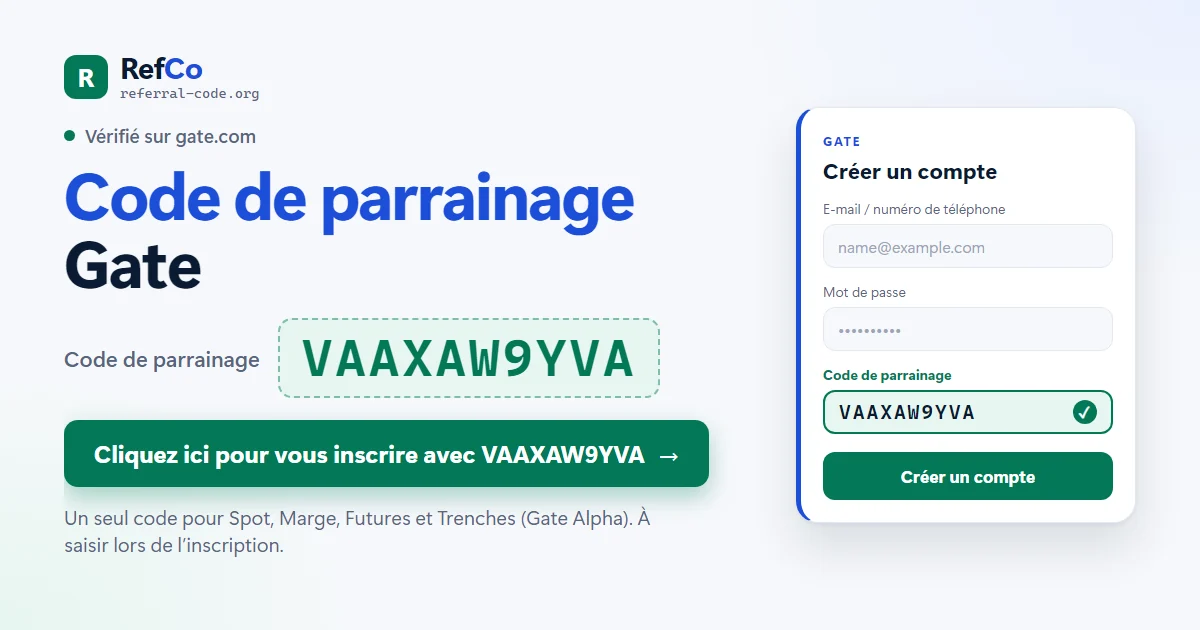 R
RefCo
referral-code.org
Vérifié sur gate.com
Code de parrainage
Gate
Code de parrainage
VAAXAW9YVA
Cliquez ici pour vous inscrire avec VAAXAW9YVA →
Un seul code pour Spot, Marge, Futures et Trenches (Gate Alpha). À
saisir lors de l’inscription.
GATE
Créer un compte
E-mail / numéro de téléphone
name@example.com
Mot de passe
••••••••••
Code de parrainage
VAAXAW9YVA ✓
Créer un compte